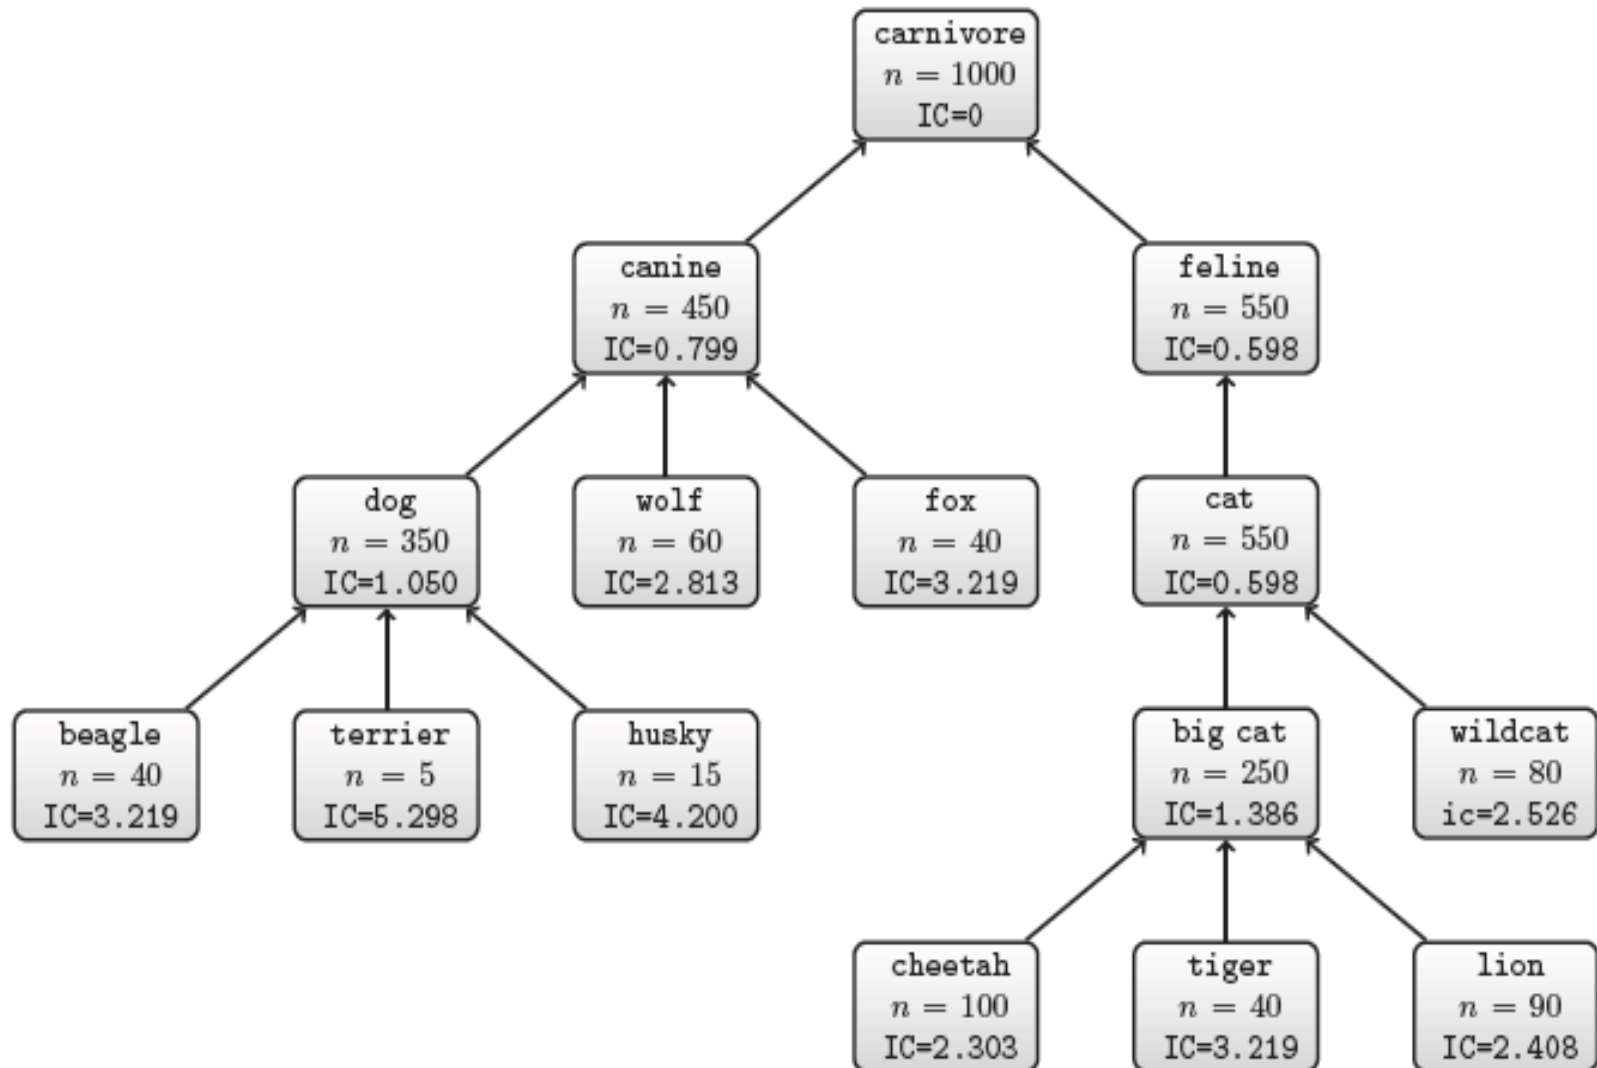 carnivore
n = 1000
IC=0
canine
n = 450
IC=0.799
feline
n = 550
IC=0.598
dog
n = 350
IC=1.050
wolf
n = 60
IC=2.813
fox
n = 40
IC=3.219
cat
n = 550
IC=0.598
beagle
n = 40
IC=3.219
terrier
n = 5
IC=5.298
husky
n = 15
IC=4.200
big cat
n = 250
IC=1.386
wildcat
n = 80
ic=2.526
cheetah
n = 100
IC=2.303
tiger
n = 40
IC=3.219
lion
n = 90
IC=2.408